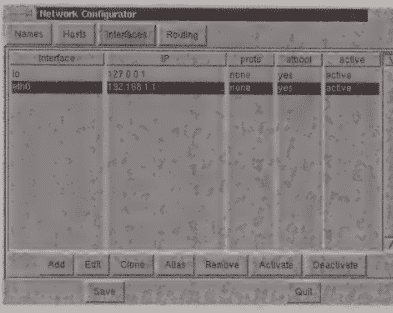 Network Configurator
Names Hosts Interfaces Routing
Interface IP proto atboot active
lo 127.0.0.1 none yes active
eth0 192.168.1.1 none yes active
Add Edit Clone Alias Remove Activate Deactivate
Save Quit